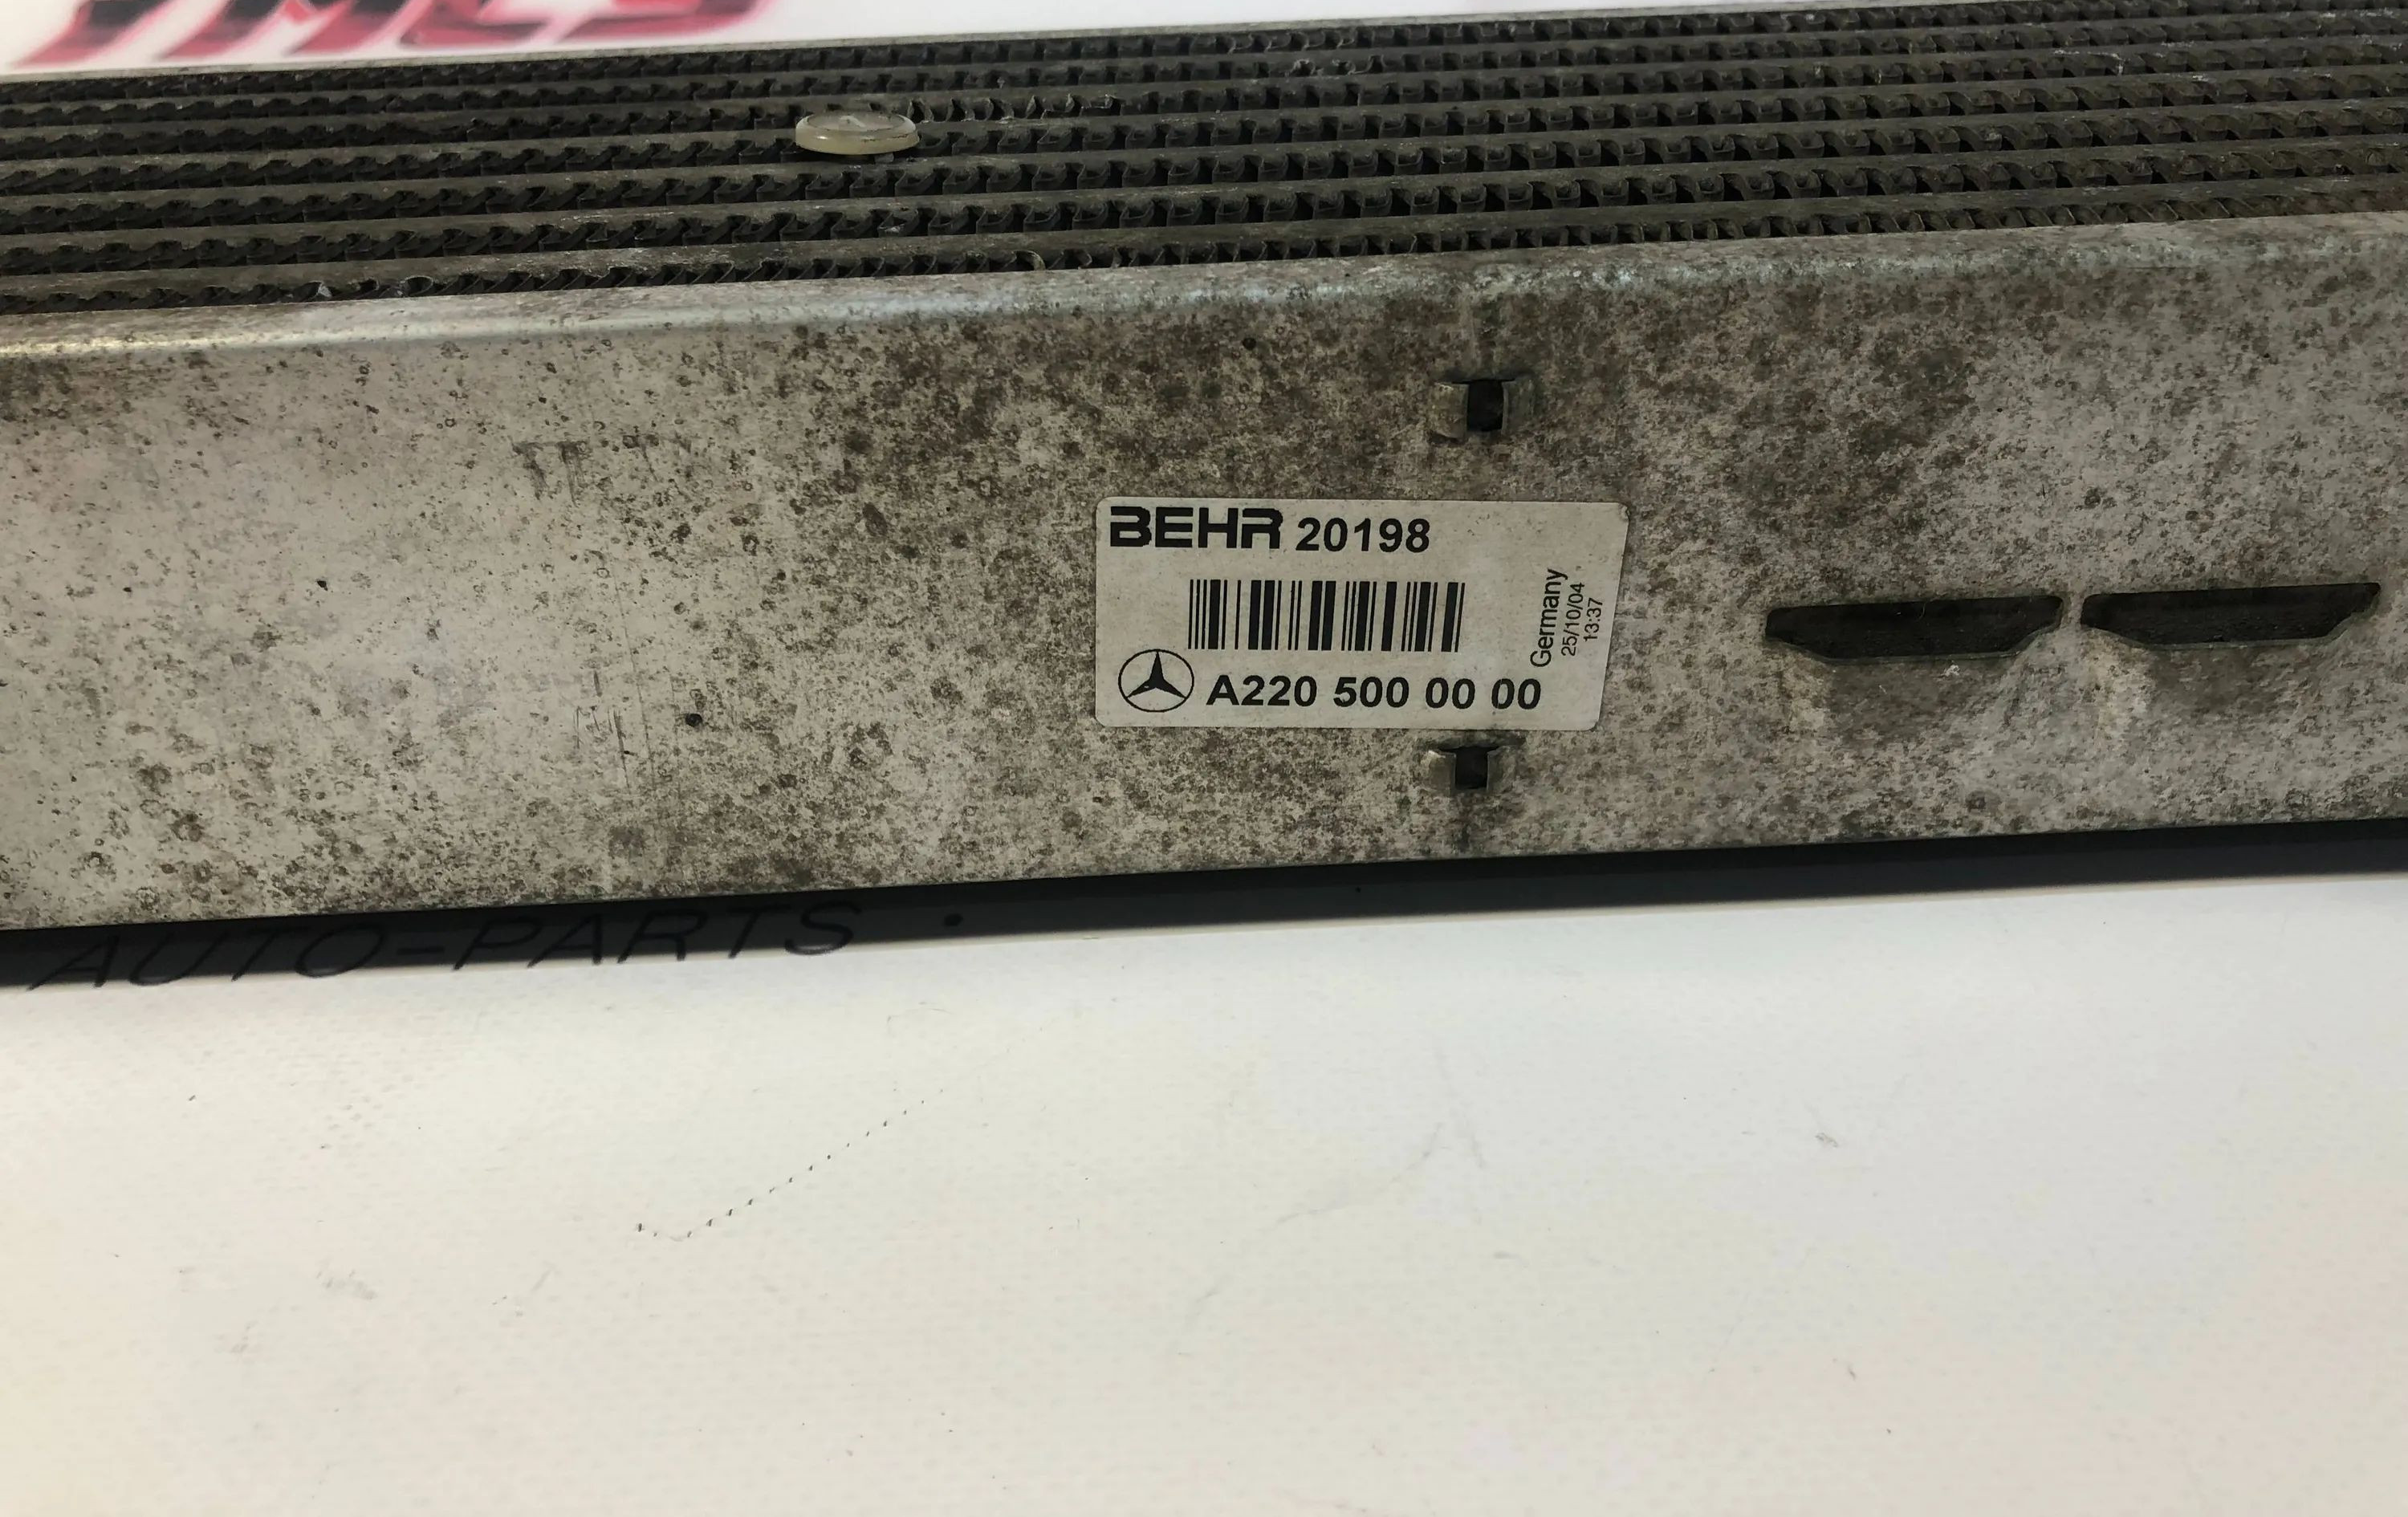 BEHR 20198
Germany
25/10/04
13:37
A220 500 00 00
AUTO-PARTS